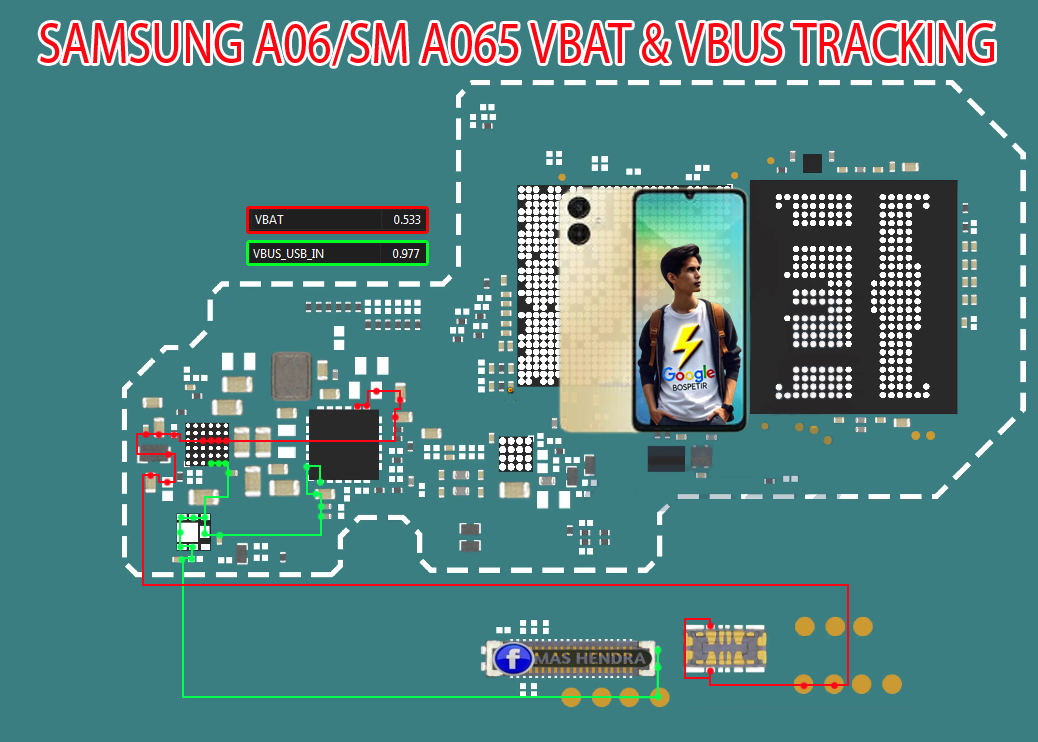 SAMSUNG A06/SM A065 VBAT & VBUS TRACKING
VBAT 0.533
VBUS_USB_IN 0.977
Google
BOSPETIR
f MAS HENDRA